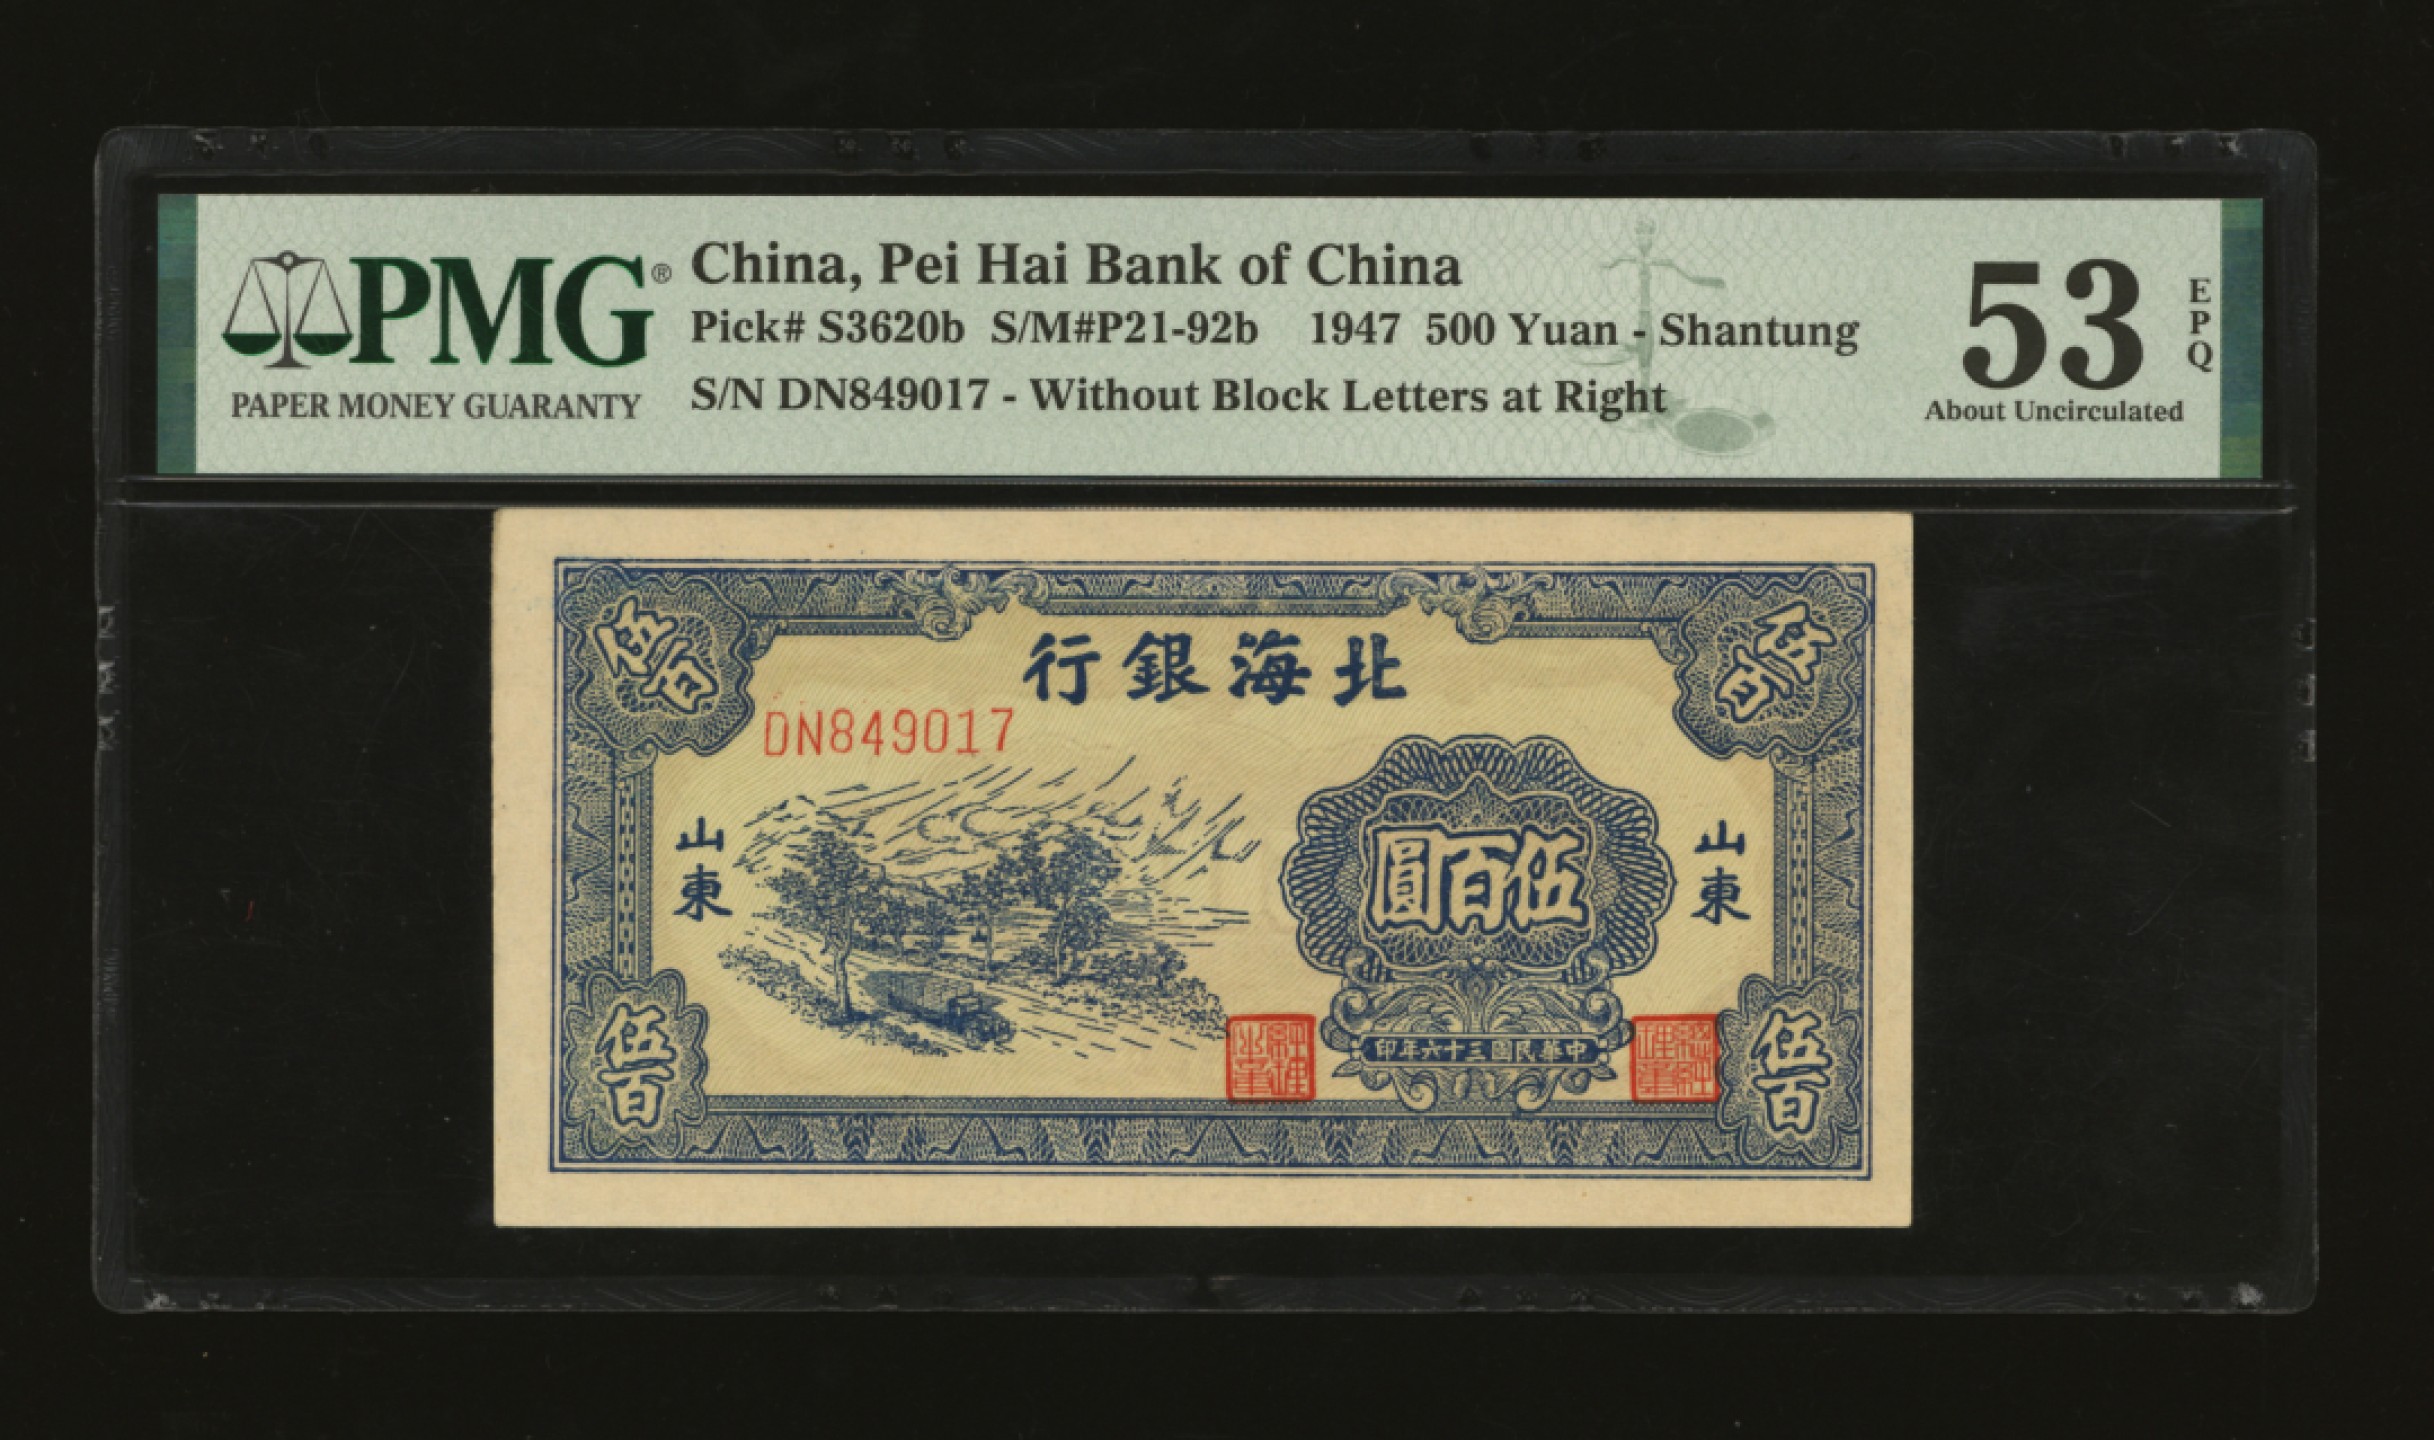 PMG®
PAPER MONEY GUARANTY
China, Pei Hai Bank of China
Pick# S3620b S/M#P21-92b 1947 500 Yuan - Shantung
S/N DN849017 - Without Block Letters at Right
53
EPQ
About Uncirculated
伍百
伍百
北海銀行
DN849017
山東
山東
伍百圓
中華民國三十六年印
伍百
伍百